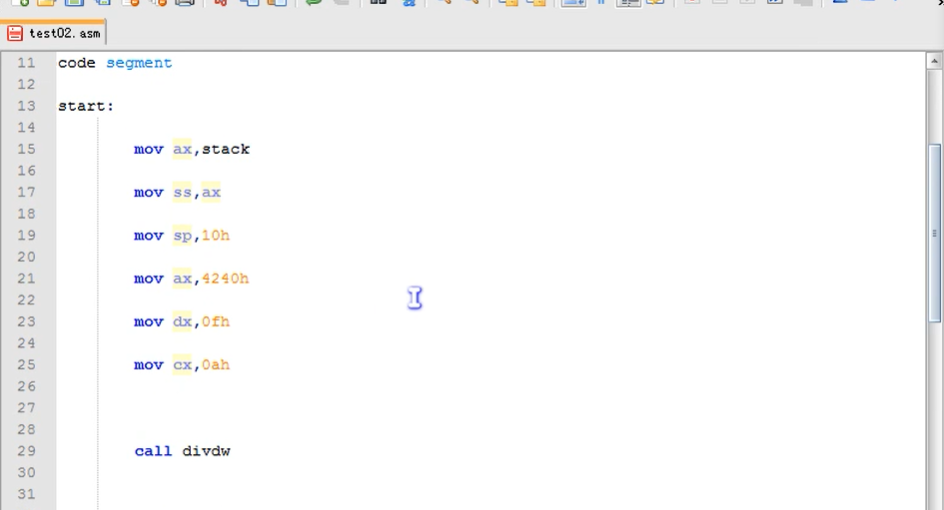 test02.asm
11 code segment
12
13 start:
14
15 mov ax,stack
16
17 mov ss,ax
18
19 mov sp,10h
20
21 mov ax,4240h
22
23 mov dx,0fh
24
25 mov cx,0ah
26
27
28
29 call divdw
30
31